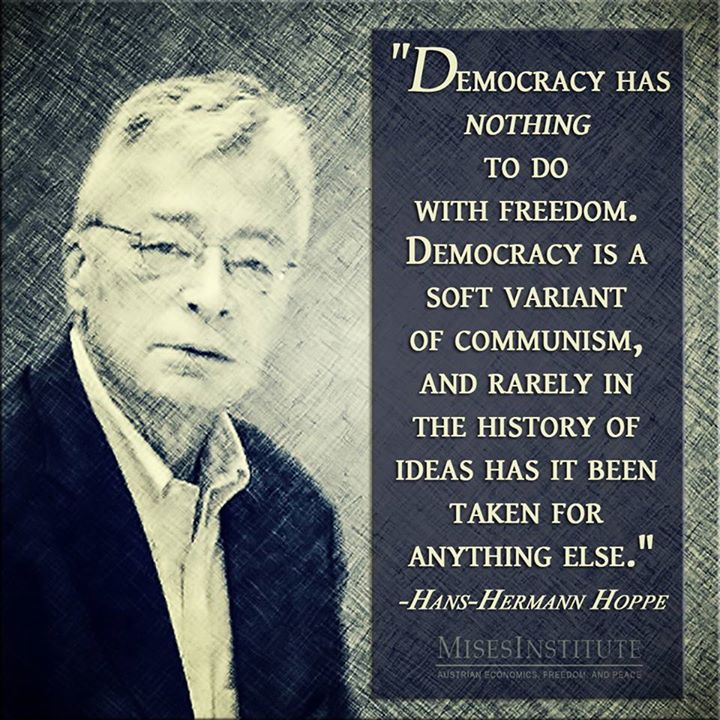 "DEMOCRACY HAS
NOTHING
TO DO
WITH FREEDOM.
DEMOCRACY IS A
SOFT VARIANT
OF COMMUNISM,
AND RARELY IN
THE HISTORY OF
IDEAS HAS IT BEEN
TAKEN FOR
ANYTHING ELSE."
-HANS-HERMANN HOPPE
MISESINSTITUTE
AUSTRIAN ECONOMICS, FREEDOM, AND PEACE